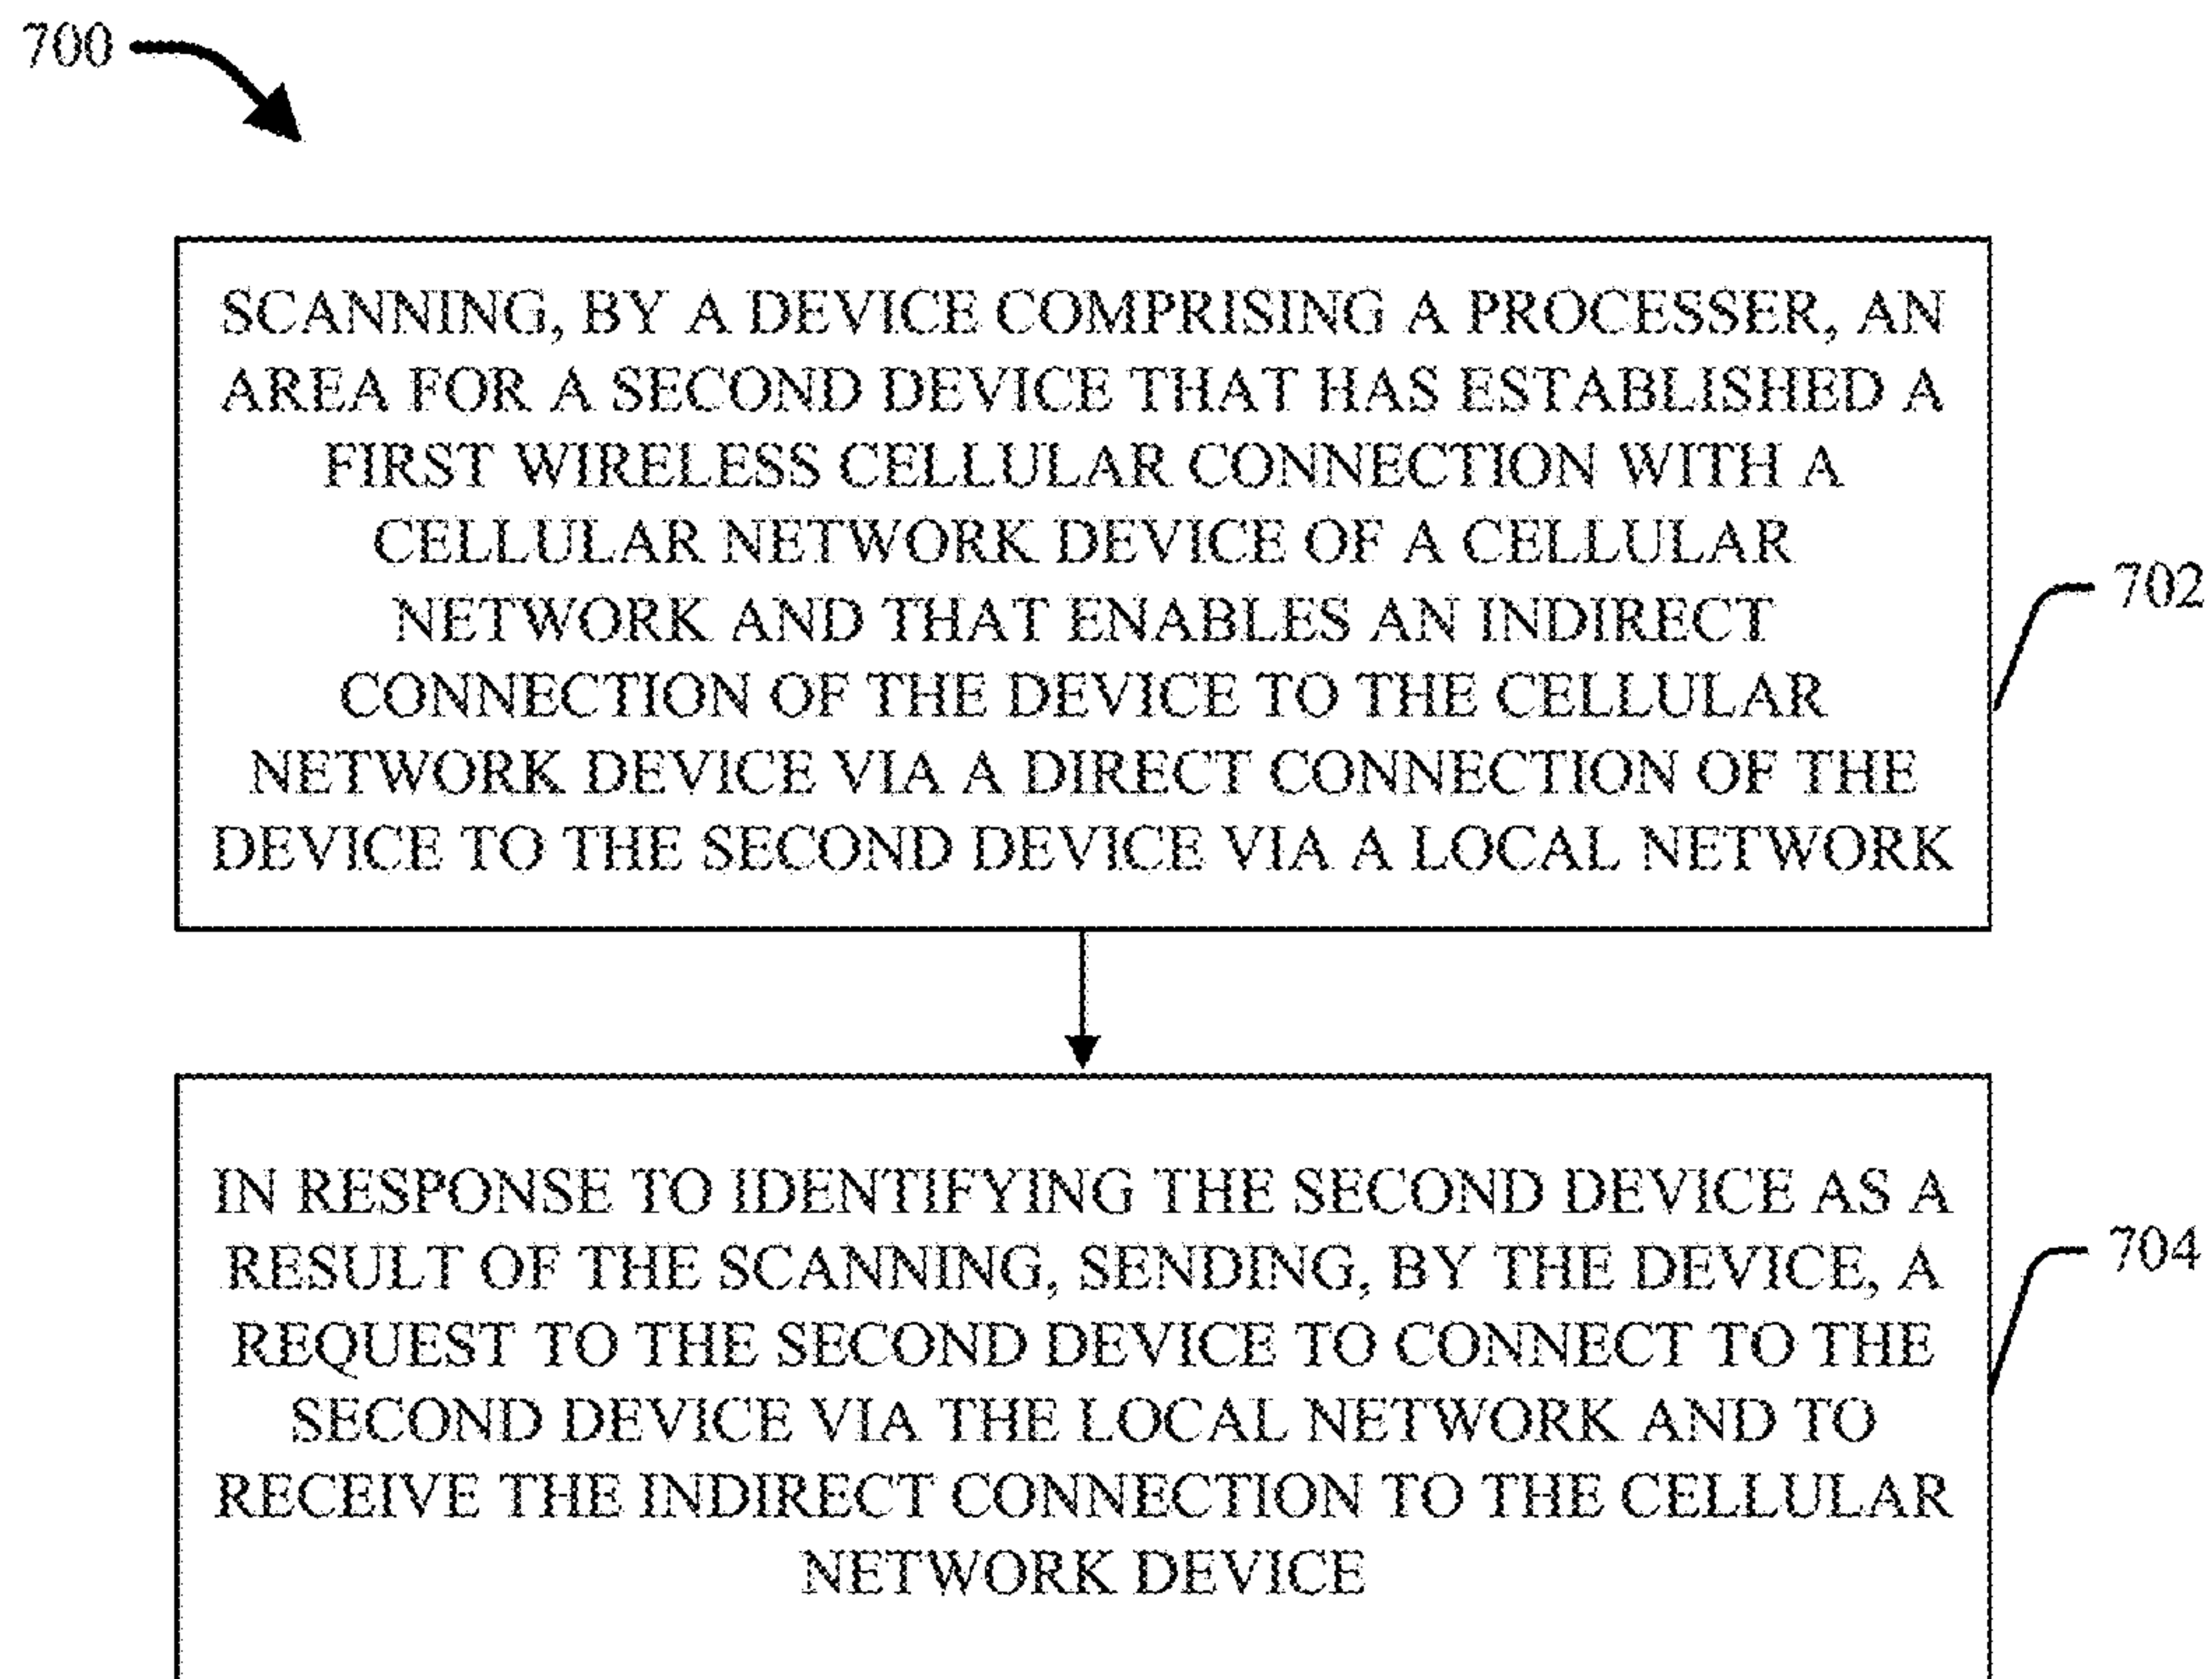 700
SCANNING, BY A DEVICE COMPRISING A PROCESSER, AN
AREA FOR A SECOND DEVICE THAT HAS ESTABLISHED A
FIRST WIRELESS CELLULAR CONNECTION WITH A
CELLULAR NETWORK DEVICE OF A CELLULAR
NETWORK AND THAT ENABLES AN INDIRECT
CONNECTION OF THE DEVICE TO THE CELLULAR
NETWORK DEVICE VIA A DIRECT CONNECTION OF THE
DEVICE TO THE SECOND DEVICE VIA A LOCAL NETWORK
702
IN RESPONSE TO IDENTIFYING THE SECOND DEVICE AS A
RESULT OF THE SCANNING, SENDING, BY THE DEVICE, A
REQUEST TO THE SECOND DEVICE TO CONNECT TO THE
SECOND DEVICE VIA THE LOCAL NETWORK AND TO
RECEIVE THE INDIRECT CONNECTION TO THE CELLULAR
NETWORK DEVICE
704